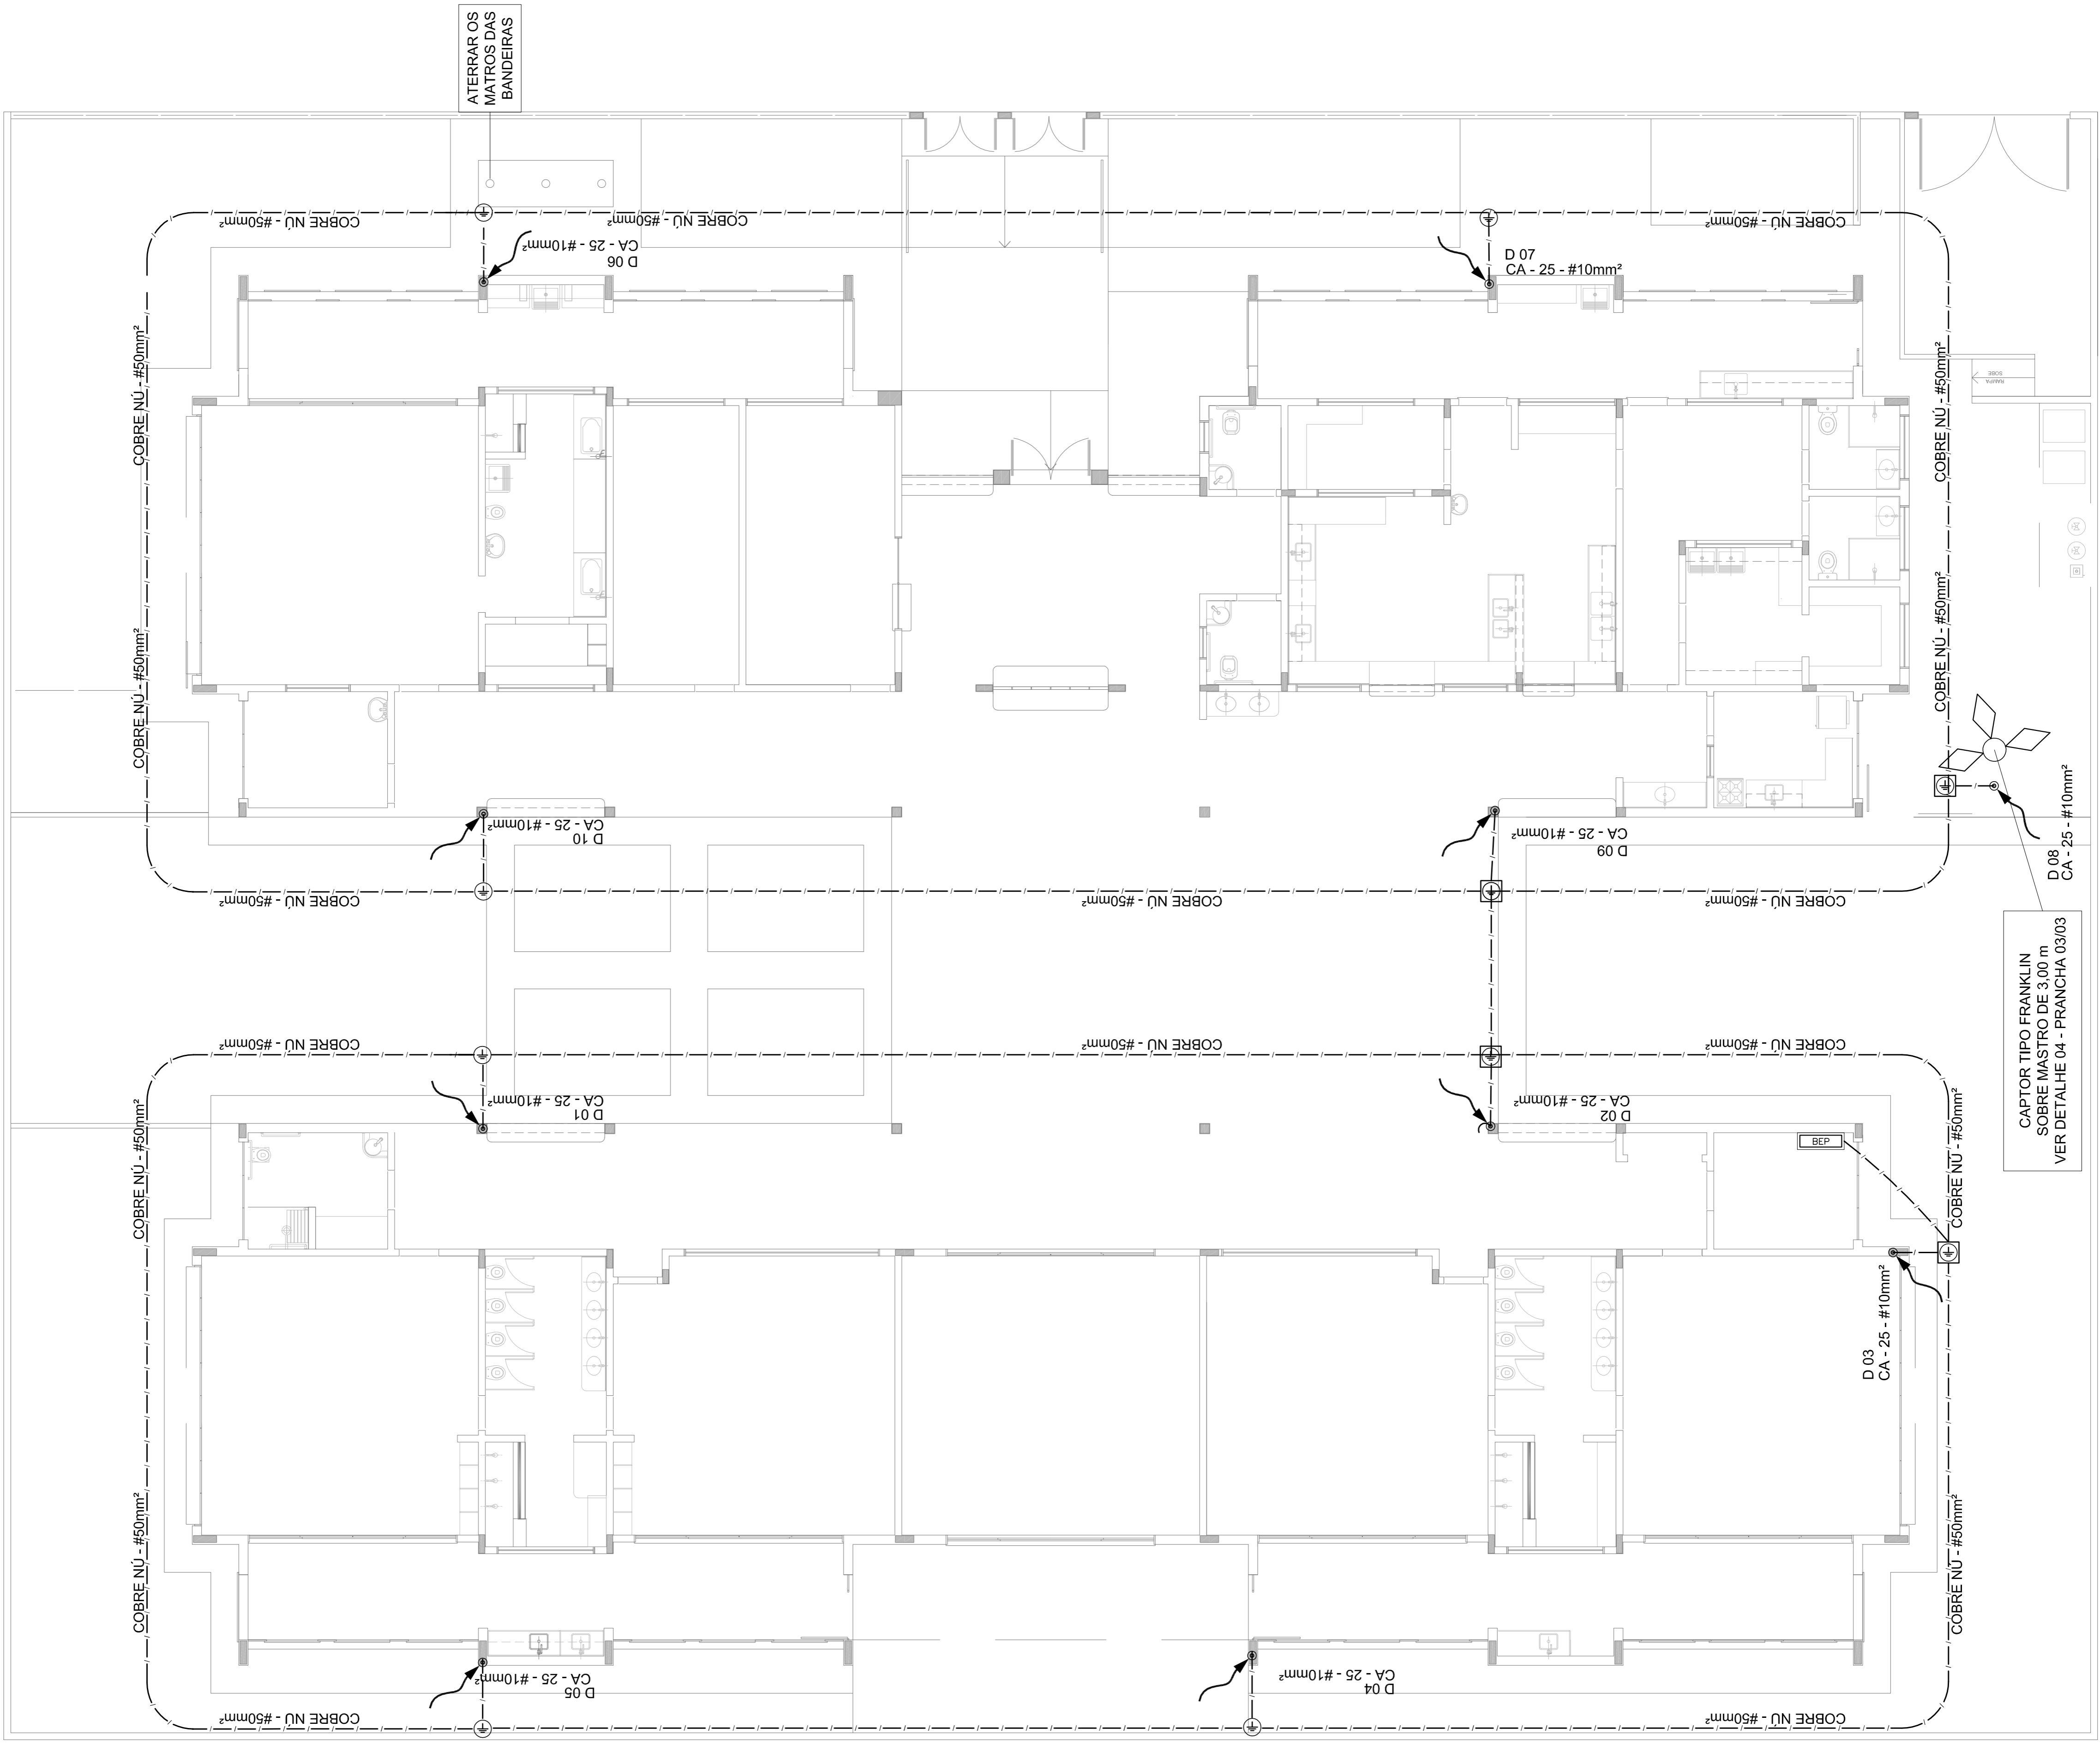 ATERRAR OS
MATROS DAS
BANDEIRAS
COBRE NÚ - #50mm²
COBRE NÚ - #50mm²
COBRE NÚ - #50mm²
D 06
CA - 25 - #10mm²
D 07
CA - 25 - #10mm²
COBRE NÚ - #50mm²
COBRE NÚ - #50mm²
RAMPA
SOBE
COBRE NÚ - #50mm²
COBRE NÚ - #50mm²
COBRE NÚ - #50mm²
D 10
CA - 25 - #10mm²
D 09
CA - 25 - #10mm²
D 08
CA - 25 - #10mm²
COBRE NÚ - #50mm²
COBRE NÚ - #50mm²
COBRE NÚ - #50mm²
CAPTOR TIPO FRANKLIN
SOBRE MASTRO DE 3,00 m
VER DETALHE 04 - PRANCHA 03/03
COBRE NÚ - #50mm²
COBRE NÚ - #50mm²
COBRE NÚ - #50mm²
D 01
CA - 25 - #10mm²
D 02
CA - 25 - #10mm²
BEP
COBRE NÚ - #50mm²
COBRE NÚ - #50mm²
D 03
CA - 25 - #10mm²
COBRE NÚ - #50mm²
COBRE NÚ - #50mm²
D 05
CA - 25 - #10mm²
D 04
CA - 25 - #10mm²
COBRE NÚ - #50mm²
COBRE NÚ - #50mm²